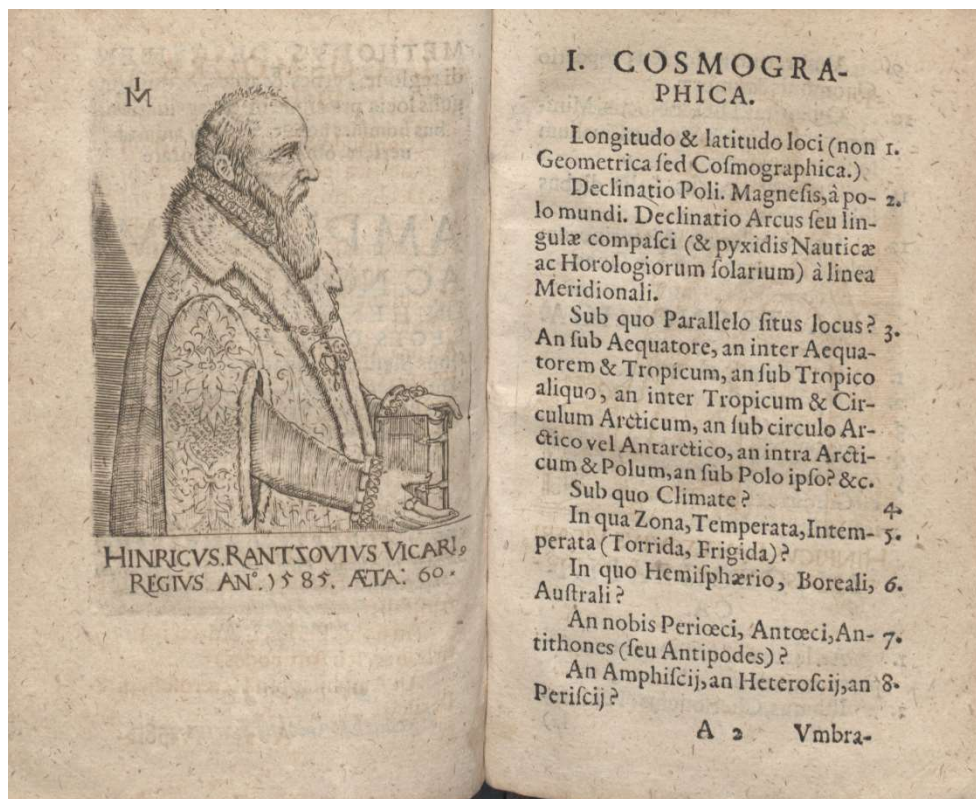 IM
HINRICVS.RANTSOVIVS VICARI,
REGIVS AN°. 1585. ÆTA: 60.
I. COSMOGRA-
PHICA.
Longitudo & latitudo loci (non 1.
Geometrica ſed Coſmographica.)
Declinatio Poli. Magneſis, à po- 2.
lo mundi. Declinatio Arcus ſeu lin-
gulæ compaſci (& pyxidis Nauticæ
ac Horologiorum ſolarium) à linea
Meridionali.
Sub quo Parallelo ſitus locus? 3.
An ſub Aequatore, an inter Aequa-
torem & Tropicum, an ſub Tropico
aliquo, an inter Tropicum & Cir-
culum Arcticum, an ſub circulo Ar-
ctico vel Antarctico, an intra Arcti-
cum & Polum, an ſub Polo ipſo? &c.
Sub quo Climate? 4.
In qua Zona, Temperata, Intem- 5.
perata (Torrida, Frigida)?
In quo Hemiſphærio, Boreali, 6.
Auſtrali?
An nobis Periœci, Antœci, An- 7.
tithones (ſeu Antipodes)?
An Amphiſcij, an Heteroſcij, an 8.
Periſcij?
A 2 Vmbra-